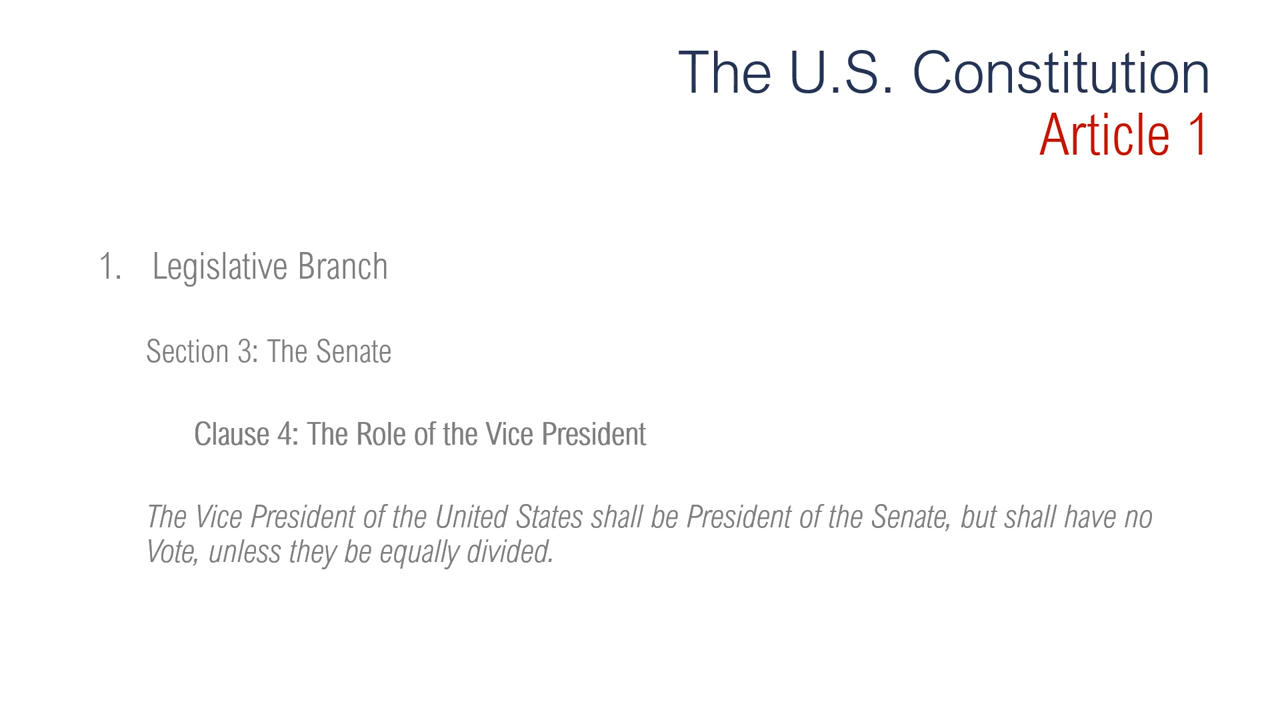 The U.S. Constitution
Article 1
1. Legislative Branch
Section 3: The Senate
Clause 4: The Role of the Vice President
The Vice President of the United States shall be President of the Senate, but shall have no
Vote, unless they be equally divided.